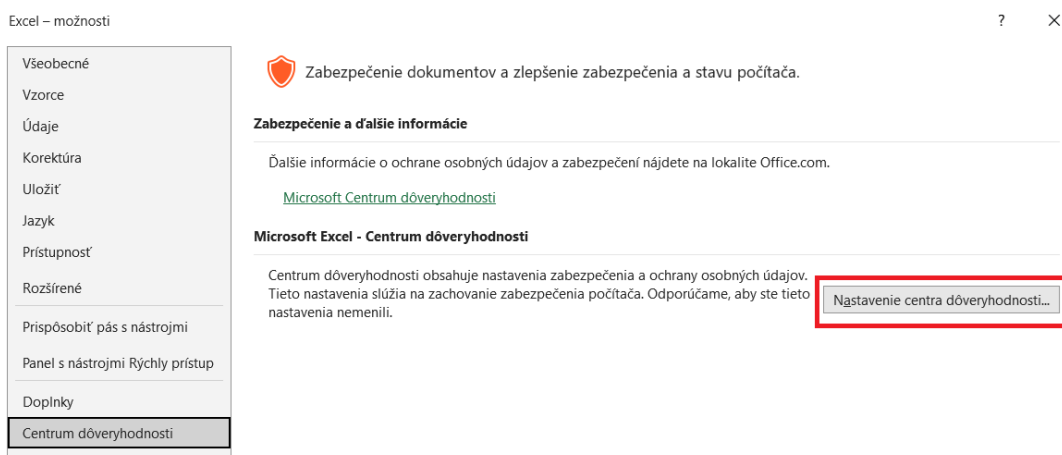 Excel – možnosti
?
Všeobecné
Vzorce
Údaje
Korektúra
Uložiť
Jazyk
Prístupnosť
Rozšírené
Prispôsobiť pás s nástrojmi
Panel s nástrojmi Rýchly prístup
Doplnky
Centrum dôveryhodnosti
Zabezpečenie dokumentov a zlepšenie zabezpečenia a stavu počítača.
Zabezpečenie a ďalšie informácie
Ďalšie informácie o ochrane osobných údajov a zabezpečení nájdete na lokalite Office.com.
Microsoft Centrum dôveryhodnosti
Microsoft Excel - Centrum dôveryhodnosti
Centrum dôveryhodnosti obsahuje nastavenia zabezpečenia a ochrany osobných údajov.
Tieto nastavenia slúžia na zachovanie zabezpečenia počítača. Odporúčame, aby ste tieto
nastavenia nemenili.
Nastavenie centra dôveryhodnosti...